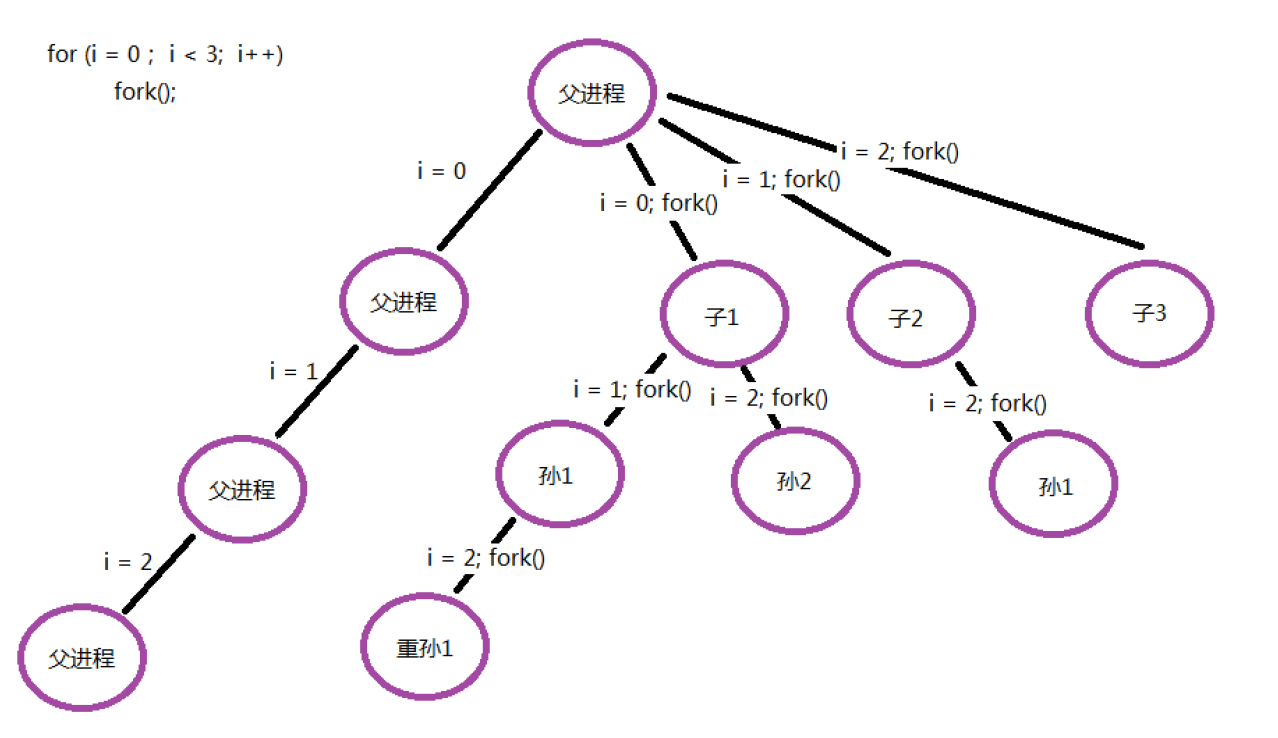 for (i = 0 ; i < 3; i++)
fork();
父进程
i = 2; fork()
i = 0
i = 1; fork()
i = 0; fork()
父进程
子1
子2
子3
i = 1
i = 1; fork()
i = 2; fork()
i = 2; fork()
父进程
孙1
孙2
孙1
i = 2
i = 2; fork()
父进程
重孙1